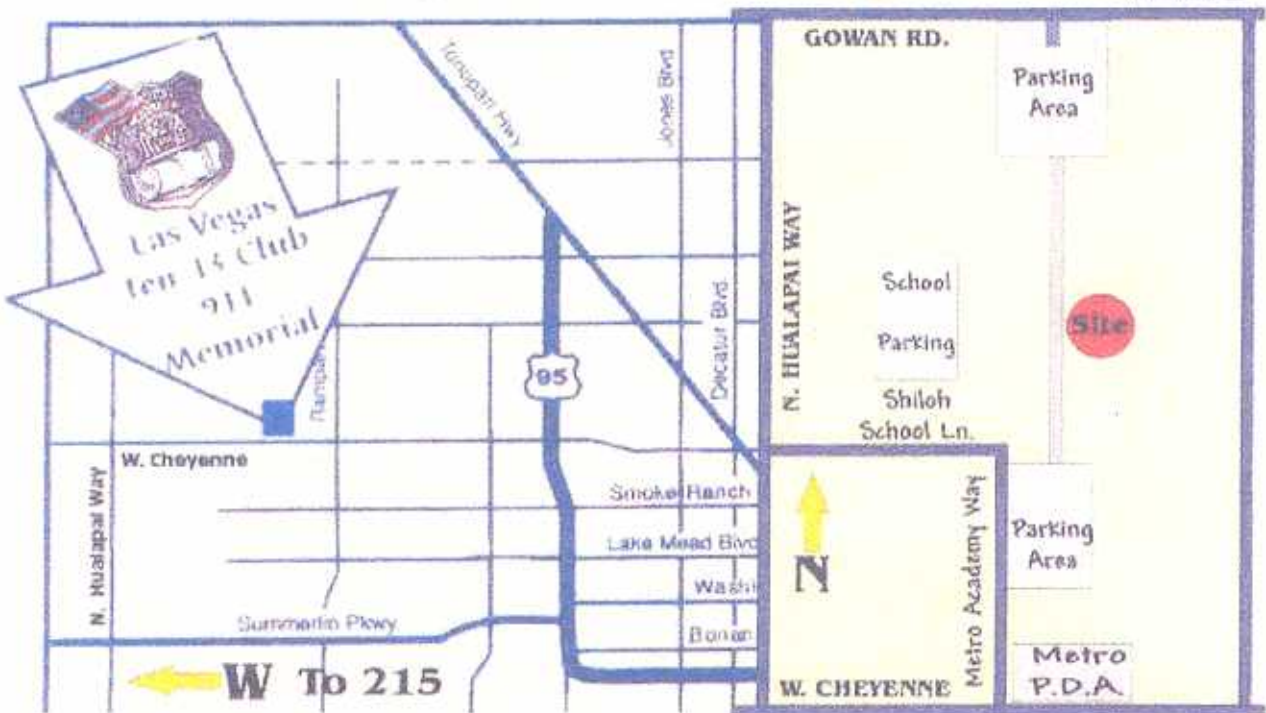 Las Vegas
Ten 13 Club
911
Memorial
Tonapan Hwy
Jones Blvd
Decatur Blvd.
95
W. Cheyenne
N. Hualapai Way
Smoke Ranch
Lake Mead Blvd
Washi
Bonan
Summerlin Pkwy
W To 215
GOWAN RD.
Parking
Area
N. HUALAPAI WAY
School
Parking
Site
Shiloh
School Ln.
N
Metro Academy Way
Parking
Area
W. CHEYENNE
Metro
P.D.A.